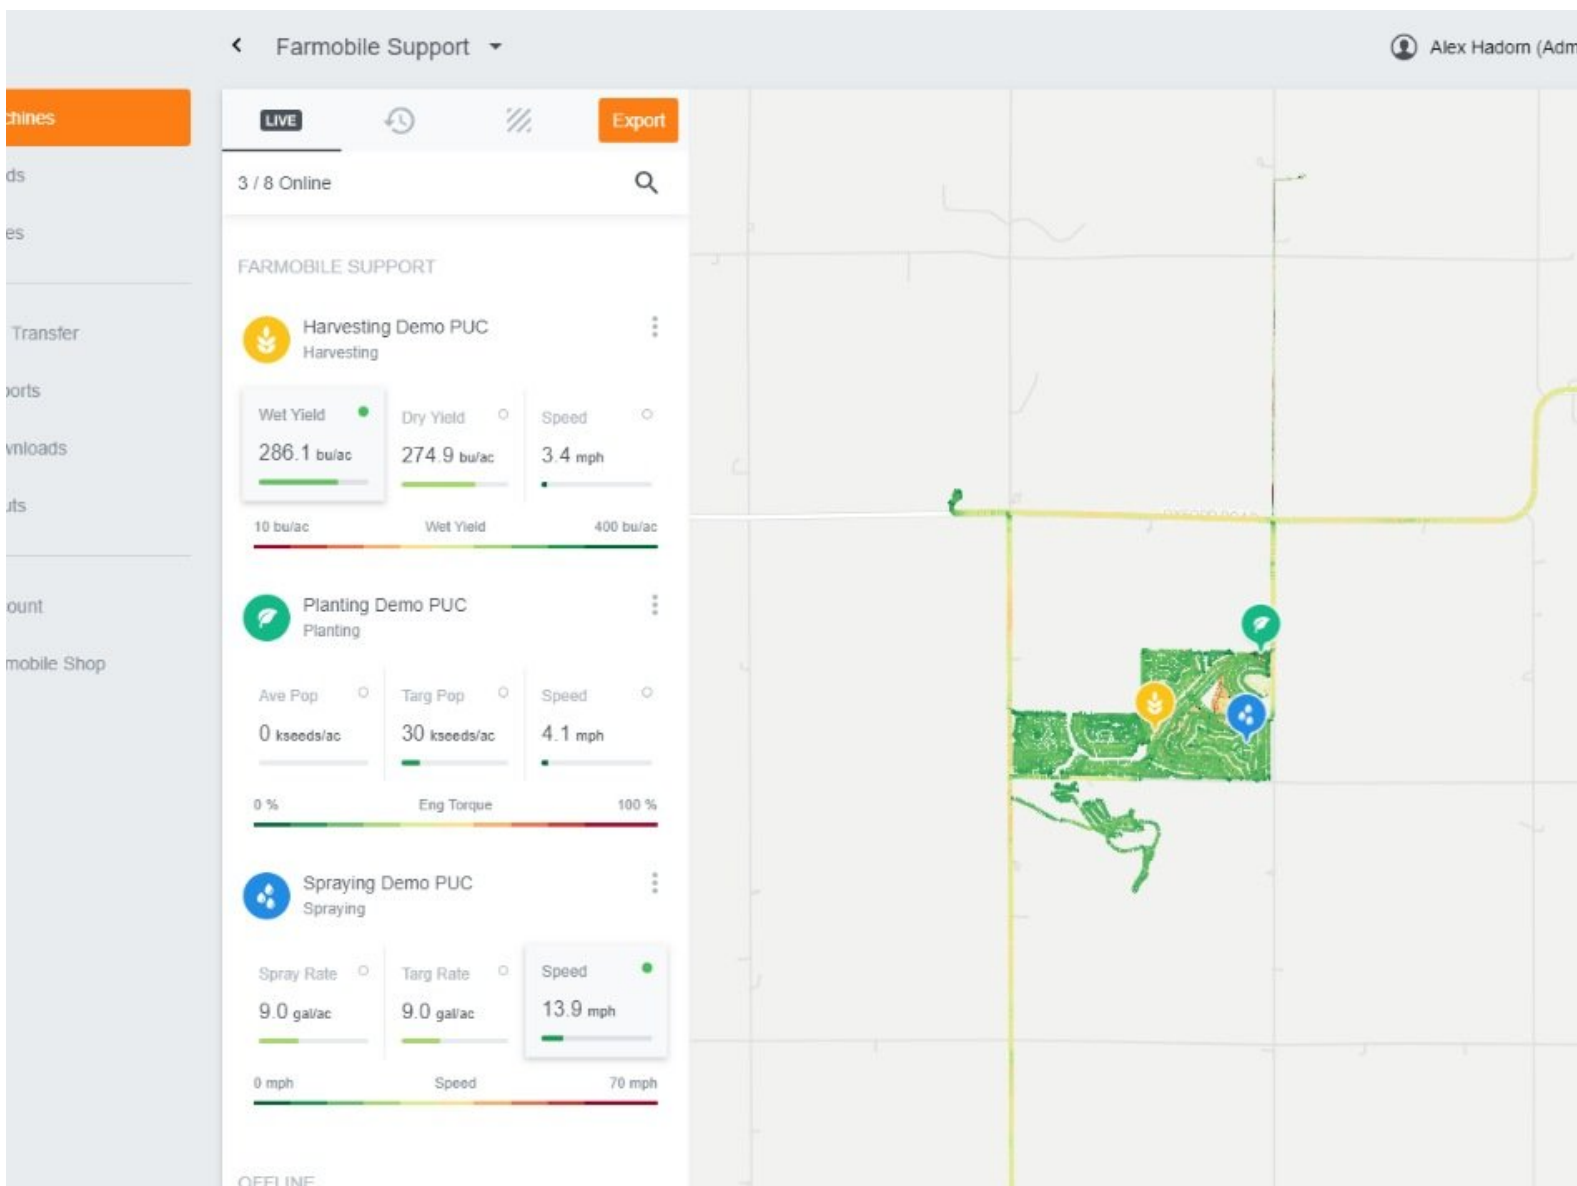 Farmobile Support
Alex Hadorn (Adm
chines
LIVE
Export
ds
3 / 8 Online
es
FARMOBILE SUPPORT
Transfer
Harvesting Demo PUC
Harvesting
ports
Wet Yield
Dry Yield
Speed
286.1 bu/ac
274.9 bu/ac
3.4 mph
wnloads
uts
10 bu/ac
Wet Yield
400 bu/ac
ount
Planting Demo PUC
Planting
mobile Shop
Ave Pop
Targ Pop
Speed
0 kseeds/ac
30 kseeds/ac
4.1 mph
0 %
Eng Torque
100 %
Spraying Demo PUC
Spraying
Spray Rate
Targ Rate
Speed
9.0 gal/ac
9.0 gal/ac
13.9 mph
0 mph
Speed
70 mph
OFFLINE